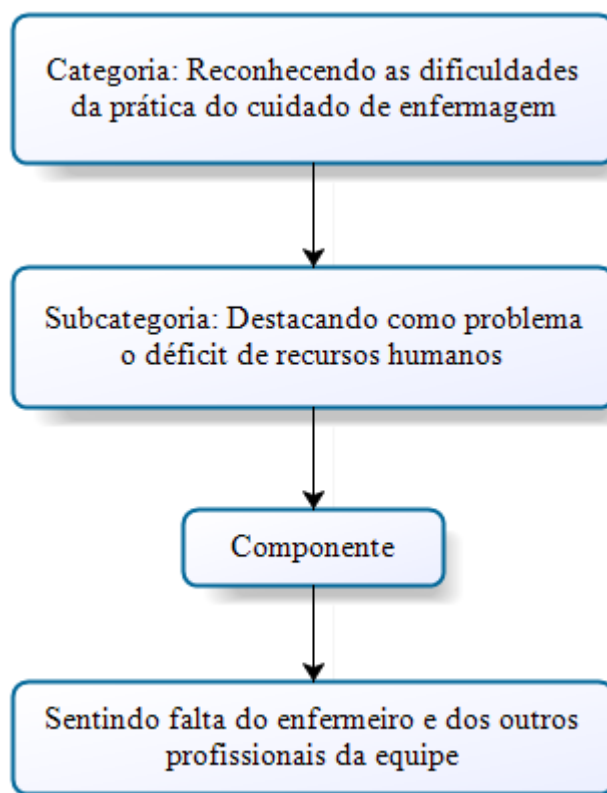 Categoria: Reconhecendo as dificuldades
da prática do cuidado de enfermagem
Subcategoria: Destacando como problema
o déficit de recursos humanos
Componente
Sentindo falta do enfermeiro e dos outros
profissionais da equipe